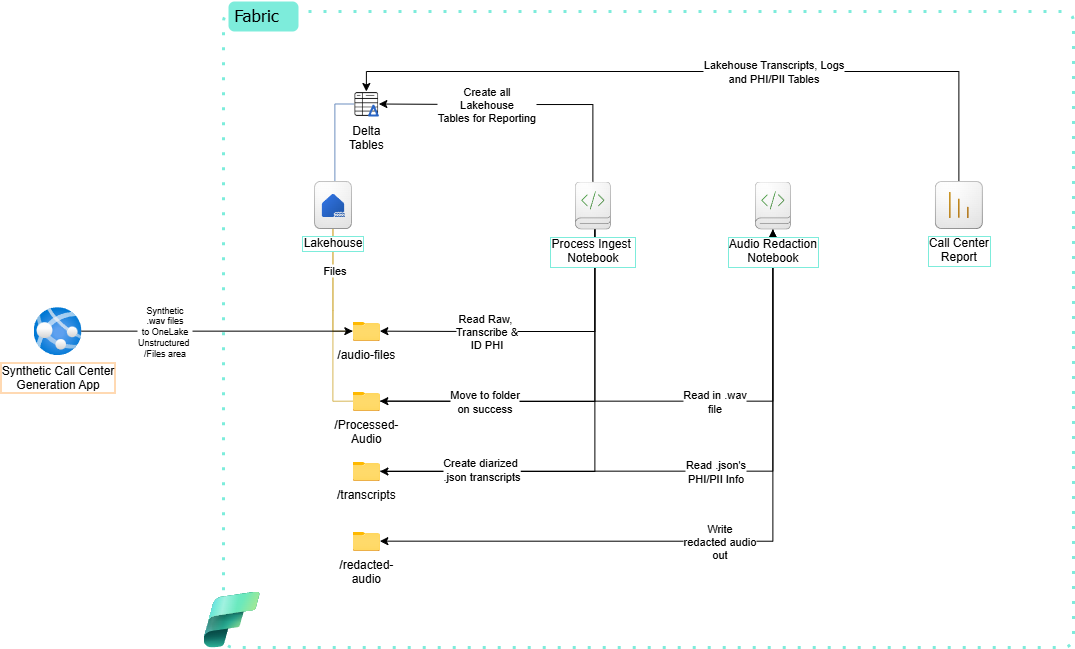 Fabric
Lakehouse Transcripts, Logs
and PHI/PII Tables
Create all
Lakehouse
Tables for Reporting
Delta
Tables
Lakehouse
Process Ingest
Notebook
Audio Redaction
Notebook
Call Center
Report
Files
Synthetic
.wav files
to OneLake
Unstructured
/Files area
Read Raw,
Transcribe &
ID PHI
/audio-files
Synthetic Call Center
Generation App
Move to folder
on success
Read in .wav
file
/Processed-
Audio
Create diarized
.json transcripts
Read .json's
PHI/PII Info
/transcripts
Write
redacted audio
out
/redacted-
audio